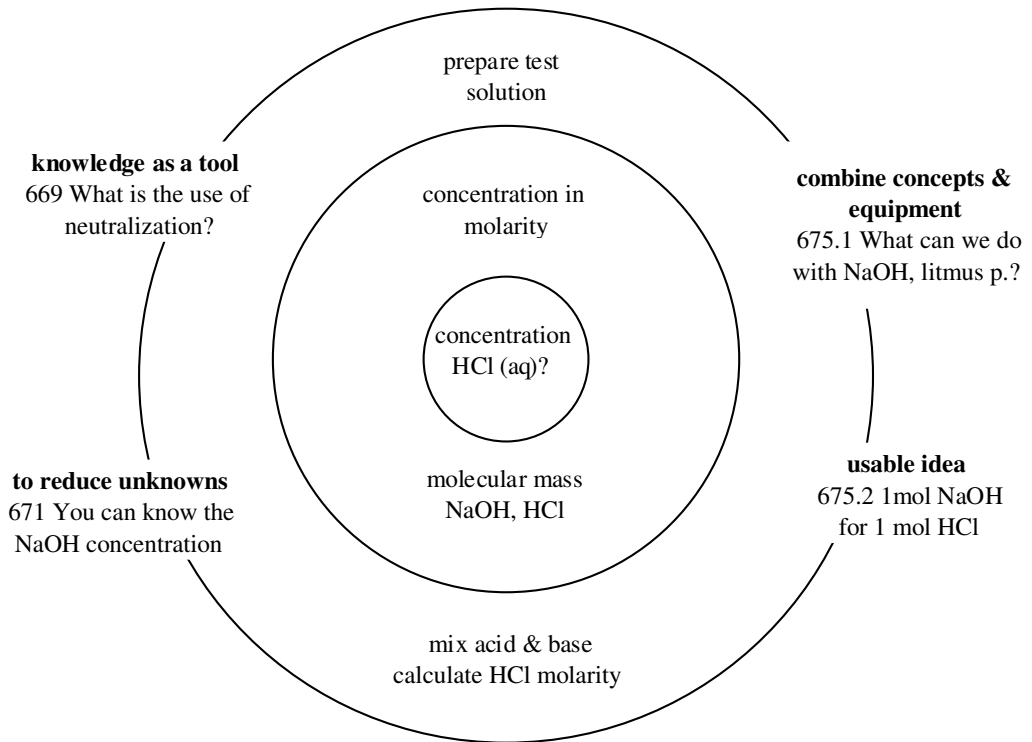 prepare test
solution
knowledge as a tool
669 What is the use of
neutralization?
combine concepts &
equipment
675.1 What can we do
with NaOH, litmus p.?
concentration in
molarity
concentration
HCl (aq)?
to reduce unknowns
671 You can know the
NaOH concentration
molecular mass
NaOH, HCl
usable idea
675.2 1mol NaOH
for 1 mol HCl
mix acid & base
calculate HCl molarity